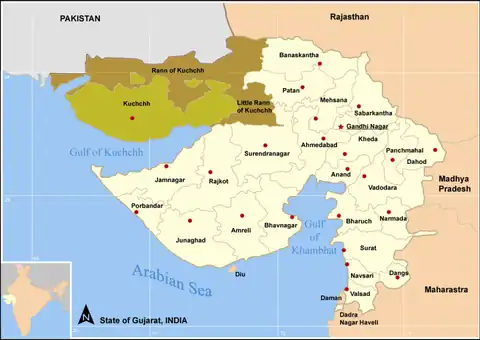 PAKISTAN
Rajasthan
Banaskantha
Rann of Kuchchh
Patan
Mehsana
Kuchchh
Little Rann
of Kuchchh
Sabarkantha
Gandhi Nagar
Ahmedabad
Kheda
Gulf of Kuchchh
Surendranagar
Panchmahal
Dahod
Anand
Jamnagar
Rajkot
Vadodara
Madhya
Pradesh
Porbandar
Gulf
of
Khambhat
Bharuch
Narmada
Junaghad
Amreli
Bhavnagar
Surat
Arabian Sea
Diu
Navsari
Dangs
Valsad
Maharastra
Daman
Dadra
Nagar Haveli
N
State of Gujarat, INDIA